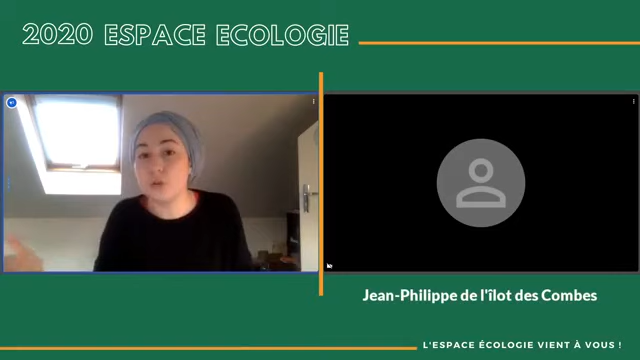 2020 ESPACE ECOLOGIE
Jean-Philippe de l'îlot des Combes
L'ESPACE ÉCOLOGIE VIENT À VOUS !